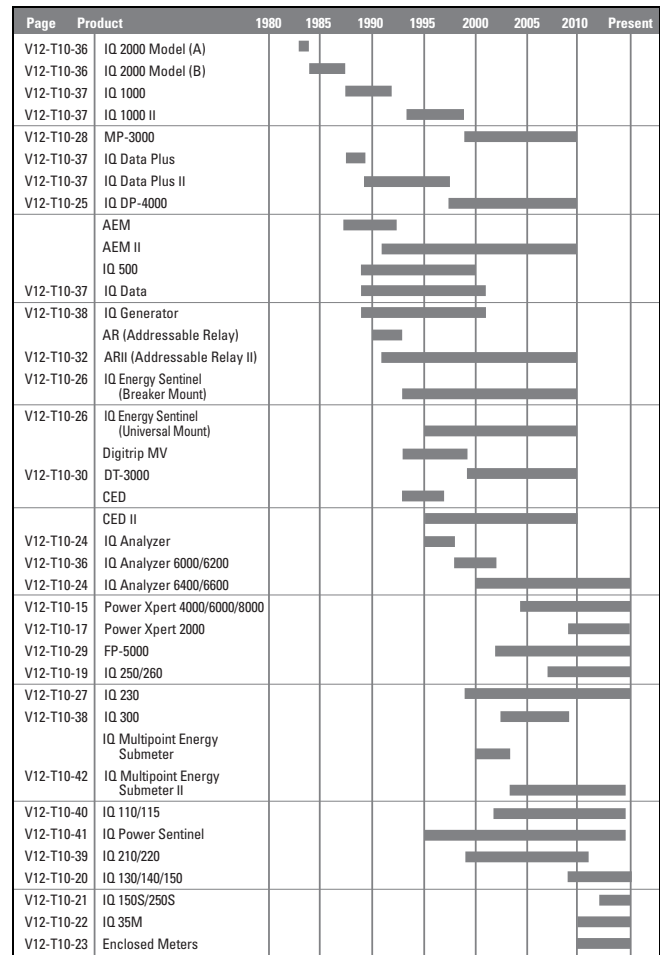 Page Product 1980 1985 1990 1995 2000 2005 2010 Present
V12-T10-36 IQ 2000 Model (A)
V12-T10-36 IQ 2000 Model (B)
V12-T10-37 IQ 1000
V12-T10-37 IQ 1000 II
V12-T10-28 MP-3000
V12-T10-37 IQ Data Plus
V12-T10-37 IQ Data Plus II
V12-T10-25 IQ DP-4000
AEM
AEM II
IQ 500
V12-T10-37 IQ Data
V12-T10-38 IQ Generator
AR (Addressable Relay)
V12-T10-32 ARII (Addressable Relay II)
V12-T10-26 IQ Energy Sentinel
(Breaker Mount)
V12-T10-26 IQ Energy Sentinel
(Universal Mount)
Digitrip MV
V12-T10-30 DT-3000
CED
CED II
V12-T10-24 IQ Analyzer
V12-T10-36 IQ Analyzer 6000/6200
V12-T10-24 IQ Analyzer 6400/6600
V12-T10-15 Power Xpert 4000/6000/8000
V12-T10-17 Power Xpert 2000
V12-T10-29 FP-5000
V12-T10-19 IQ 250/260
V12-T10-27 IQ 230
V12-T10-38 IQ 300
IQ Multipoint Energy
Submeter
V12-T10-42 IQ Multipoint Energy
Submeter II
V12-T10-40 IQ 110/115
V12-T10-41 IQ Power Sentinel
V12-T10-39 IQ 210/220
V12-T10-20 IQ 130/140/150
V12-T10-21 IQ 150S/250S
V12-T10-22 IQ 35M
V12-T10-23 Enclosed Meters